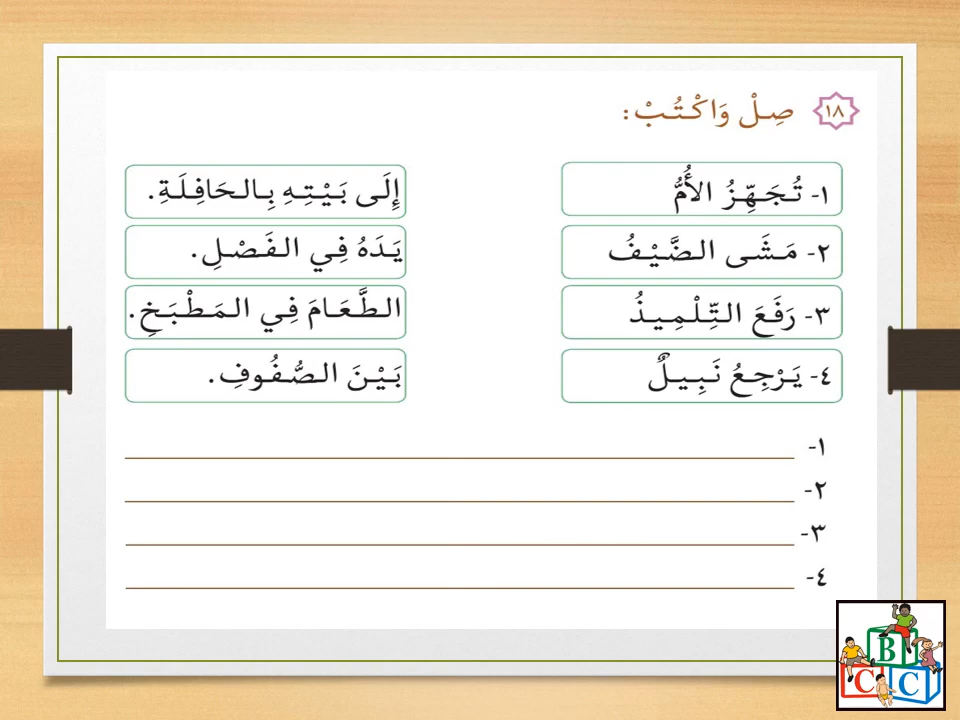 ١٨ صِلْ وَاكْتُبْ:
١- تُجَهِّزُ الأُمُّ
إِلَى بَيْتِهِ بِالحَافِلَةِ.
٢- مَشَى الضَّيْفُ
يَدَهُ فِي الفَصْلِ.
٣- رَفَعَ التِّلْمِيذُ
الطَّعَامَ فِي المَطْبَخِ.
٤- يَرْجِعُ نَبِيلٌ
بَيْنَ الصُّفُوفِ.
١-
٢-
٣-
٤-
B
C C